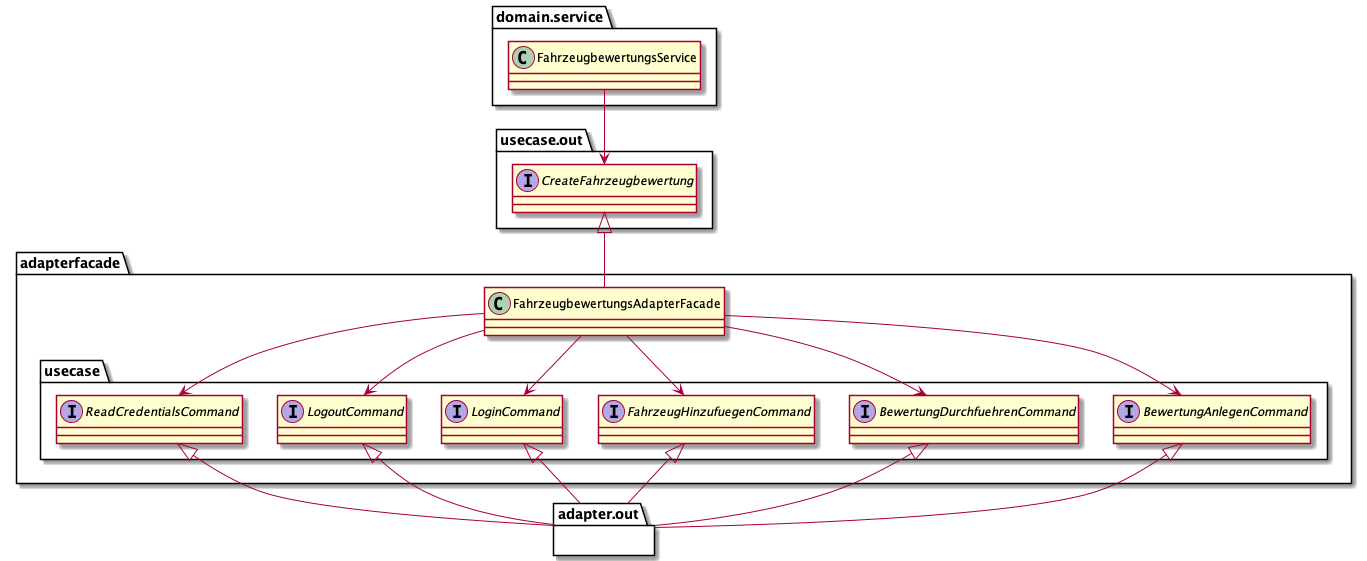 domain.service
C FahrzeugbewertungsService
usecase.out
I CreateFahrzeugbewertung
adapterfacade
C FahrzeugbewertungsAdapterFacade
usecase
I ReadCredentialsCommand
I LogoutCommand
I LoginCommand
I FahrzeugHinzufuegenCommand
I BewertungDurchfuehrenCommand
I BewertungAnlegenCommand
adapter.out